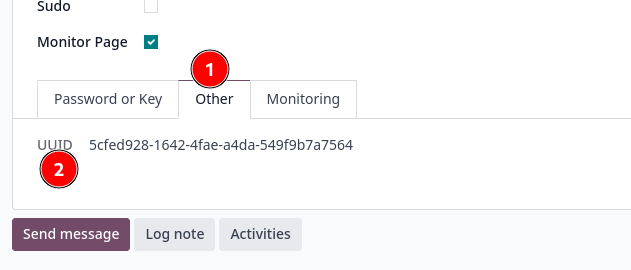 Sudo
Monitor Page
1
Password or Key Other Monitoring
UUID 5cfed928-1642-4fae-a4da-549f9b7a7564
2
Send message Log note Activities